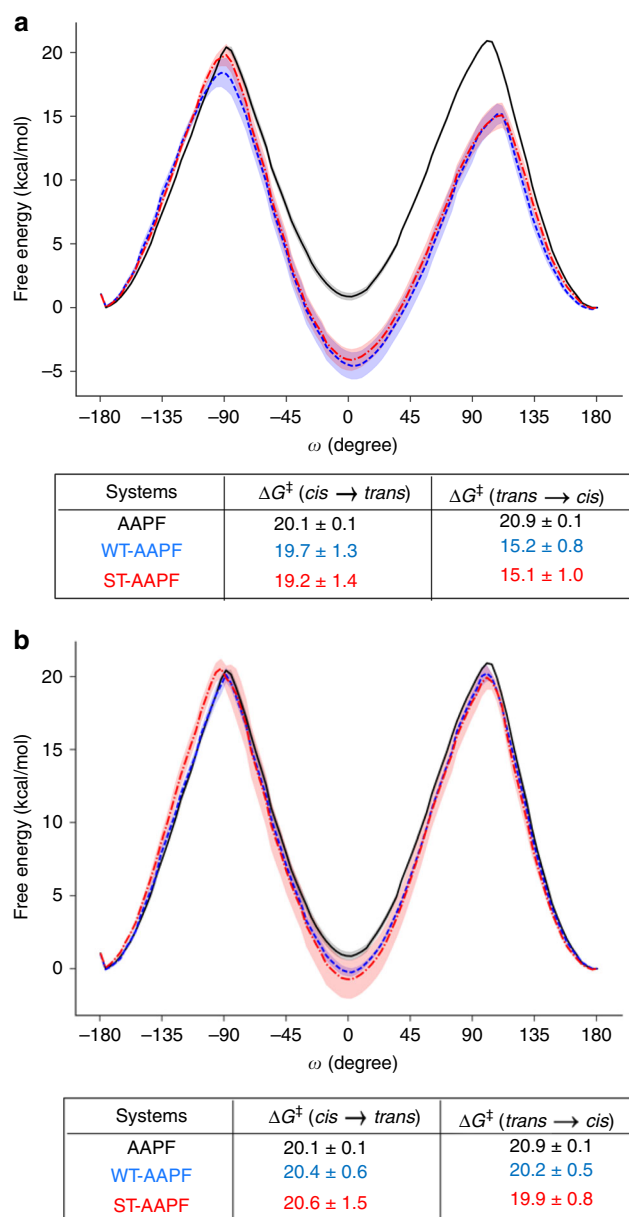 a
Free energy (kcal/mol)
20
15
10
5
0
−5
−180 −135 −90 −45 0 45 90 135 180
ω (degree)
Systems ΔG‡ (cis → trans) ΔG‡ (trans → cis)
AAPF 20.1 ± 0.1 20.9 ± 0.1
WT-AAPF 19.7 ± 1.3 15.2 ± 0.8
ST-AAPF 19.2 ± 1.4 15.1 ± 1.0
b
Free energy (kcal/mol)
20
15
10
5
0
−180 −135 −90 −45 0 45 90 135 180
ω (degree)
Systems ΔG‡ (cis → trans) ΔG‡ (trans → cis)
AAPF 20.1 ± 0.1 20.9 ± 0.1
WT-AAPF 20.4 ± 0.6 20.2 ± 0.5
ST-AAPF 20.6 ± 1.5 19.9 ± 0.8